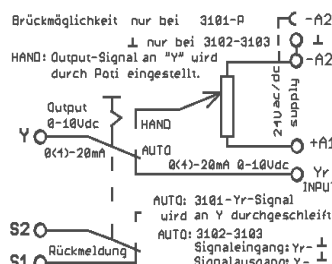 Brückmöglichkeit nur bei 3101-P
-A2
⊥ nur bei 3102-3103
⊥
HAND: Output-Signal an "Y" wird
-A2
durch Poti eingestellt.
24Vac/dc
supply
Output
0-10Vdc
HAND
+A1
Y
AUTO
0(4)-20mA
0(4)-20mA 0-10Vdc
Yr
INPUT
AUTO: 3101-Yr-Signal
wird an Y durchgeschleift
S2
AUTO: 3102-3103
Rückmeldung
Signaleingang: Yr-⊥
S1
Signalausgang: Y-⊥